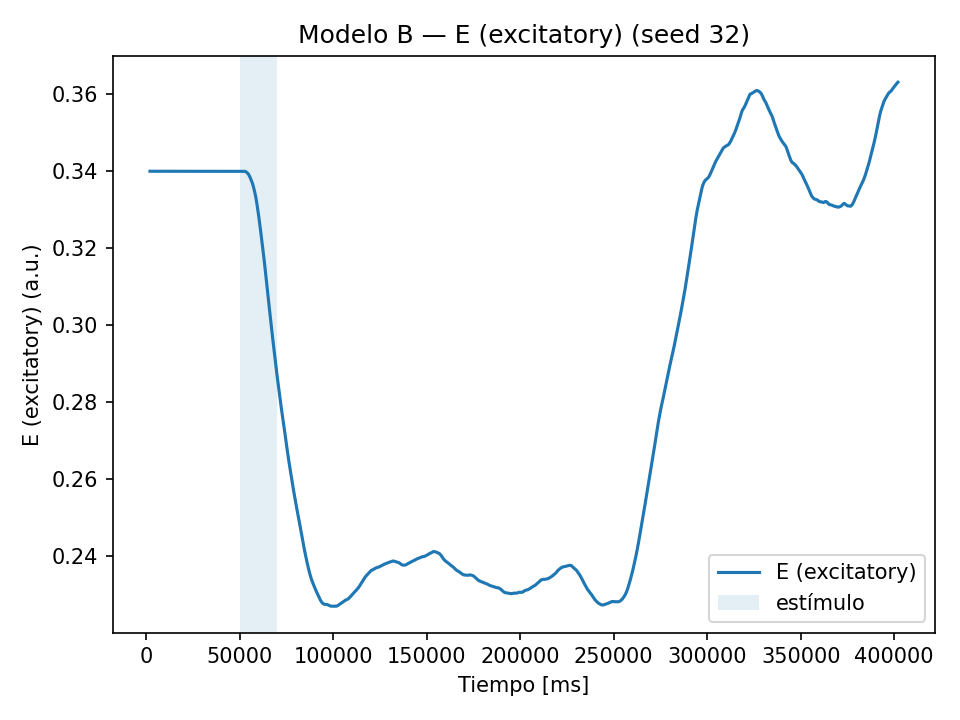 Modelo B — E (excitatory) (seed 32)
E (excitatory) (a.u.)
0.36
0.34
0.32
0.30
0.28
0.26
0.24
E (excitatory)
estímulo
0 50000 100000 150000 200000 250000 300000 350000 400000
Tiempo [ms]